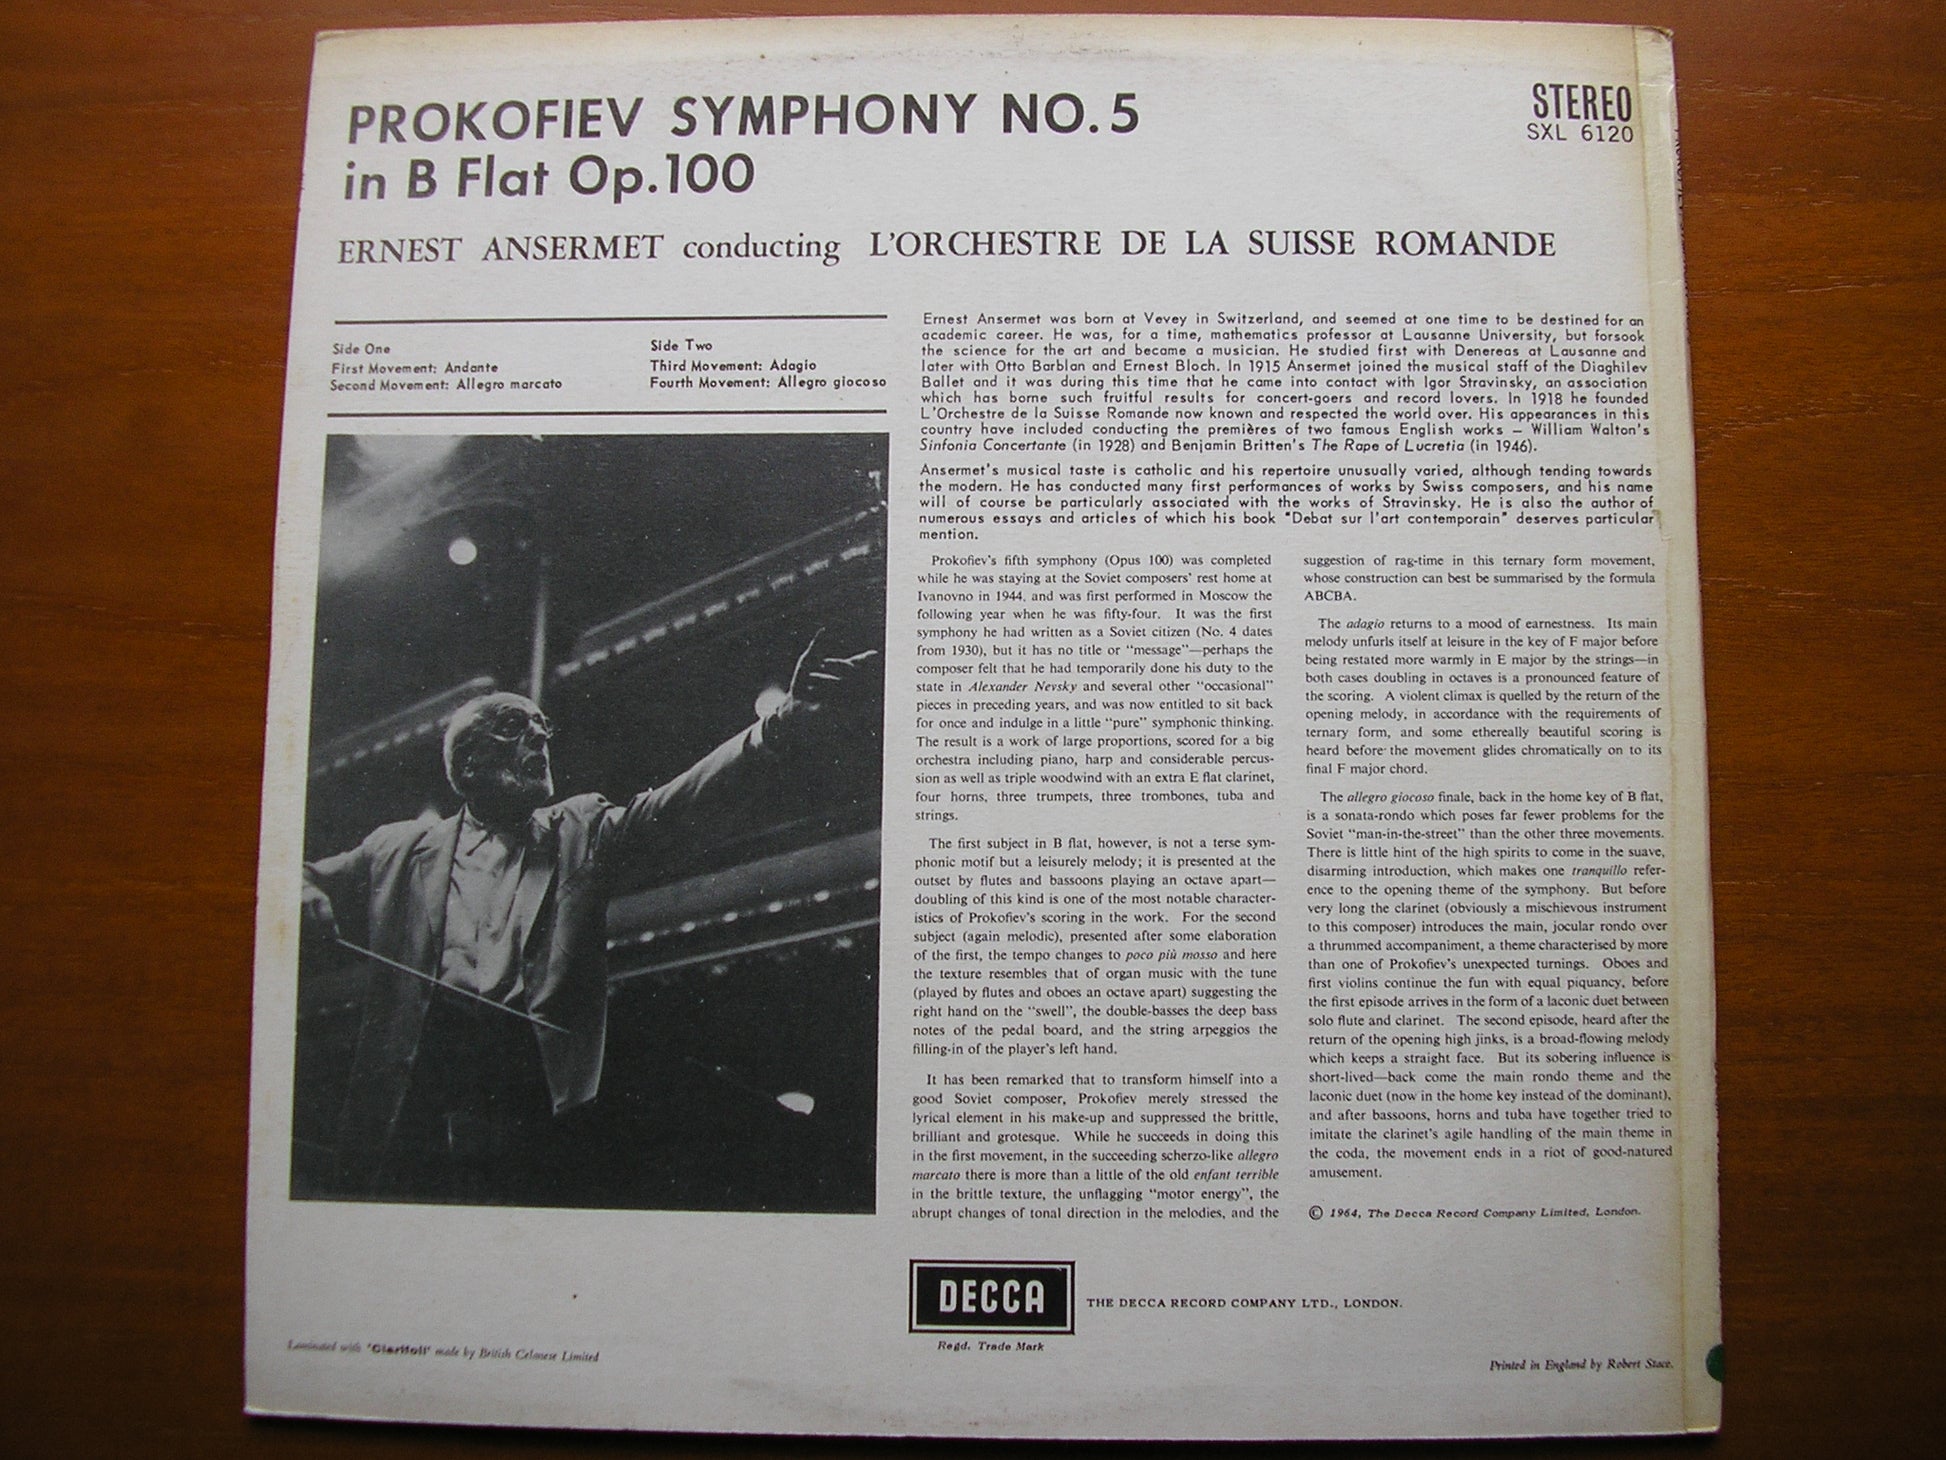 PROKOFIEV SYMPHONY NO. 5
in B Flat Op. 100
STEREO
SXL 6120
ERNEST ANSERMET conducting L'ORCHESTRE DE LA SUISSE ROMANDE
Side One
First Movement: Andante
Second Movement: Allegro marcato
Side Two
Third Movement: Adagio
Fourth Movement: Allegro giocoso
Ernest Ansermet was born at Vevey in Switzerland, and seemed at one time to be destined for an
academic career. He was, for a time, mathematics professor at Lausanne University, but forsook
the science for the art and became a musician. He studied first with Denereas at Lausanne and
later with Otto Barblan and Ernest Bloch. In 1915 Ansermet joined the musical staff of the Diaghilev
Ballet and it was during this time that he came into contact with Igor Stravinsky, an association
which has borne such fruitful results for concert-goers and record lovers. In 1918 he founded
L'Orchestre de la Suisse Romande now known and respected the world over. His appearances in this
country have included conducting the premières of two famous English works – William Walton's
Sinfonia Concertante (in 1928) and Benjamin Britten's The Rape of Lucretia (in 1946).
Ansermet's musical taste is catholic and his repertoire unusually varied, although tending towards
the modern. He has conducted many first performances of works by Swiss composers, and his name
will of course be particularly associated with the works of Stravinsky. He is also the author of
numerous essays and articles of which his book "Debat sur l'art contemporain" deserves particular
mention.
Prokofiev's fifth symphony (Opus 100) was completed
while he was staying at the Soviet composers' rest home at
Ivanovno in 1944, and was first performed in Moscow the
following year when he was fifty-four. It was the first
symphony he had written as a Soviet citizen (No. 4 dates
from 1930), but it has no title or "message"—perhaps the
composer felt that he had temporarily done his duty to the
state in Alexander Nevsky and several other "occasional"
pieces in preceding years, and was now entitled to sit back
for once and indulge in a little "pure" symphonic thinking.
The result is a work of large proportions, scored for a big
orchestra including piano, harp and considerable percus-
sion as well as triple woodwind with an extra E flat clarinet,
four horns, three trumpets, three trombones, tuba and
strings.
The first subject in B flat, however, is not a terse sym-
phonic motif but a leisurely melody; it is presented at the
outset by flutes and bassoons playing an octave apart—
doubling of this kind is one of the most notable character-
istics of Prokofiev's scoring in the work. For the second
subject (again melodic), presented after some elaboration
of the first, the tempo changes to poco più mosso and here
the texture resembles that of organ music with the tune
(played by flutes and oboes an octave apart) suggesting the
right hand on the "swell", the double-basses the deep bass
notes of the pedal board, and the string arpeggios the
filling-in of the player's left hand.
It has been remarked that to transform himself into a
good Soviet composer, Prokofiev merely stressed the
lyrical element in his make-up and suppressed the brittle,
brilliant and grotesque. While he succeeds in doing this
in the first movement, in the succeeding scherzo-like allegro
marcato there is more than a little of the old enfant terrible
in the brittle texture, the unflagging "motor energy", the
abrupt changes of tonal direction in the melodies, and the
suggestion of rag-time in this ternary form movement,
whose construction can best be summarised by the formula
ABCBA.
The adagio returns to a mood of earnestness. Its main
melody unfurls itself at leisure in the key of F major before
being restated more warmly in E major by the strings—in
both cases doubling in octaves is a pronounced feature of
the scoring. A violent climax is quelled by the return of the
opening melody, in accordance with the requirements of
ternary form, and some ethereally beautiful scoring is
heard before the movement glides chromatically on to its
final F major chord.
The allegro giocoso finale, back in the home key of B flat,
is a sonata-rondo which poses far fewer problems for the
Soviet "man-in-the-street" than the other three movements.
There is little hint of the high spirits to come in the suave,
disarming introduction, which makes one tranquillo refer-
ence to the opening theme of the symphony. But before
very long the clarinet (obviously a mischievous instrument
to this composer) introduces the main, jocular rondo over
a thrummed accompaniment, a theme characterised by more
than one of Prokofiev's unexpected turnings. Oboes and
first violins continue the fun with equal piquancy, before
the first episode arrives in the form of a laconic duet between
solo flute and clarinet. The second episode, heard after the
return of the opening high jinks, is a broad-flowing melody
which keeps a straight face. But its sobering influence is
short-lived—back come the main rondo theme and the
laconic duet (now in the home key instead of the dominant),
and after bassoons, horns and tuba have together tried to
imitate the clarinet's agile handling of the main theme in
the coda, the movement ends in a riot of good-natured
amusement.
© 1964, The Decca Record Company Limited, London.
DECCA
Regd. Trade Mark
THE DECCA RECORD COMPANY LTD., LONDON.
Laminated with 'Clarifoil' made by British Celanese Limited
Printed in England by Robert Stace.